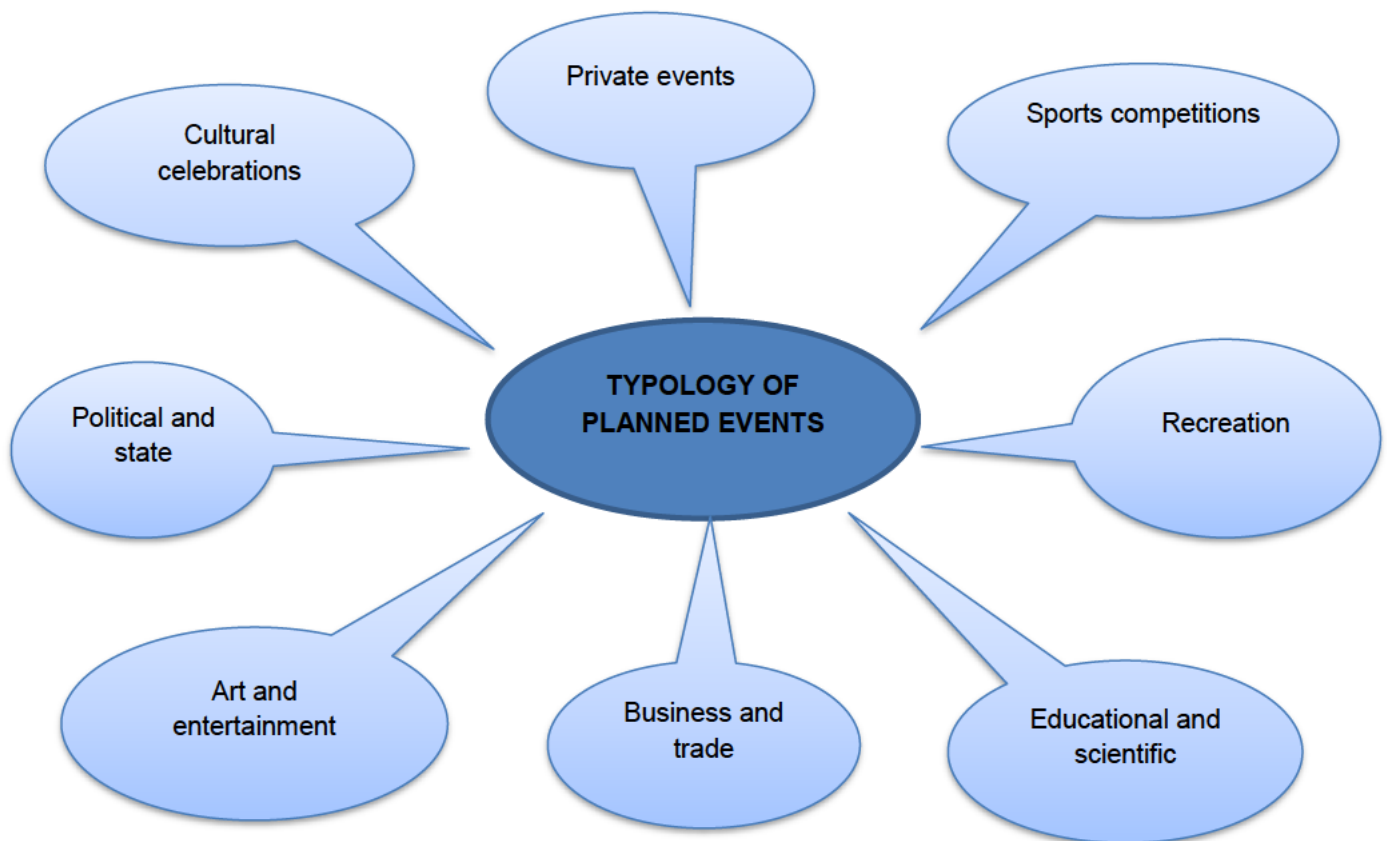 Private events
Sports competitions
Cultural
celebrations
TYPOLOGY OF
PLANNED EVENTS
Political and
state
Recreation
Art and
entertainment
Business and
trade
Educational and
scientific